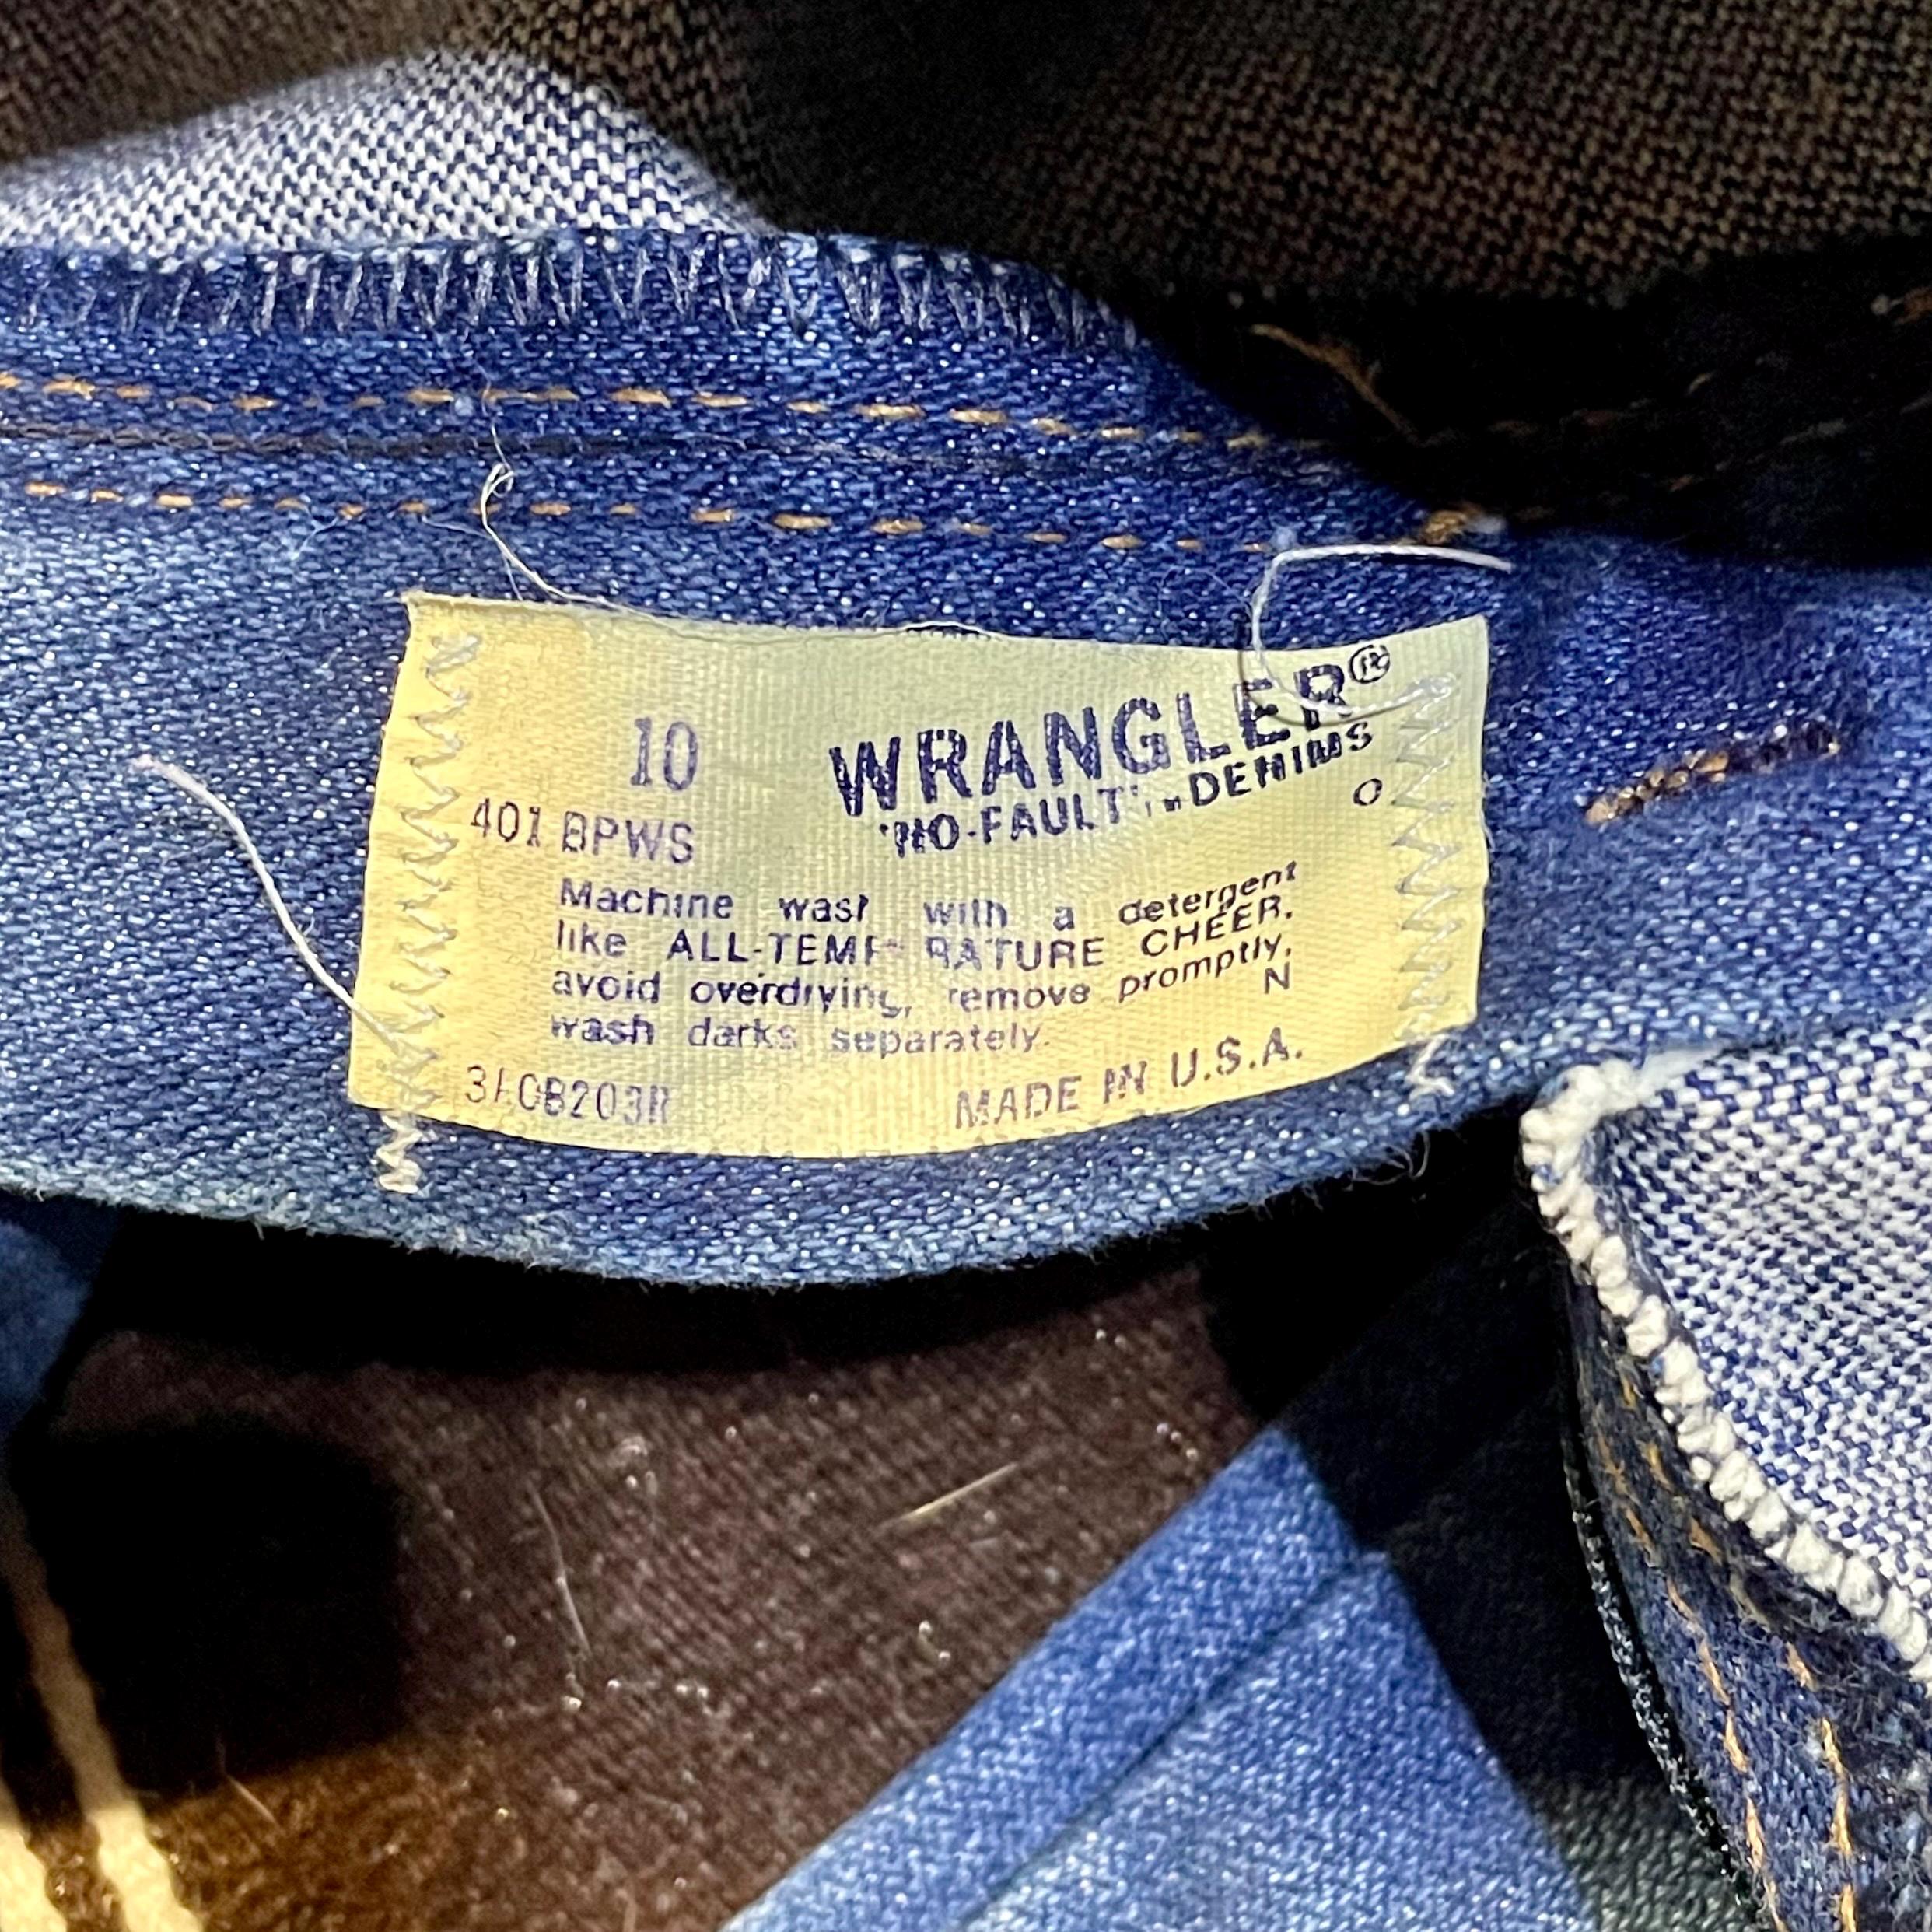 10
WRANGLER®
'NO-FAULT' DENIMS
401 BPWS
O
Machine wash with a detergent
like ALL-TEMPERATURE CHEER,
avoid overdrying, remove promptly,
wash darks separately.
N
MADE IN U.S.A.